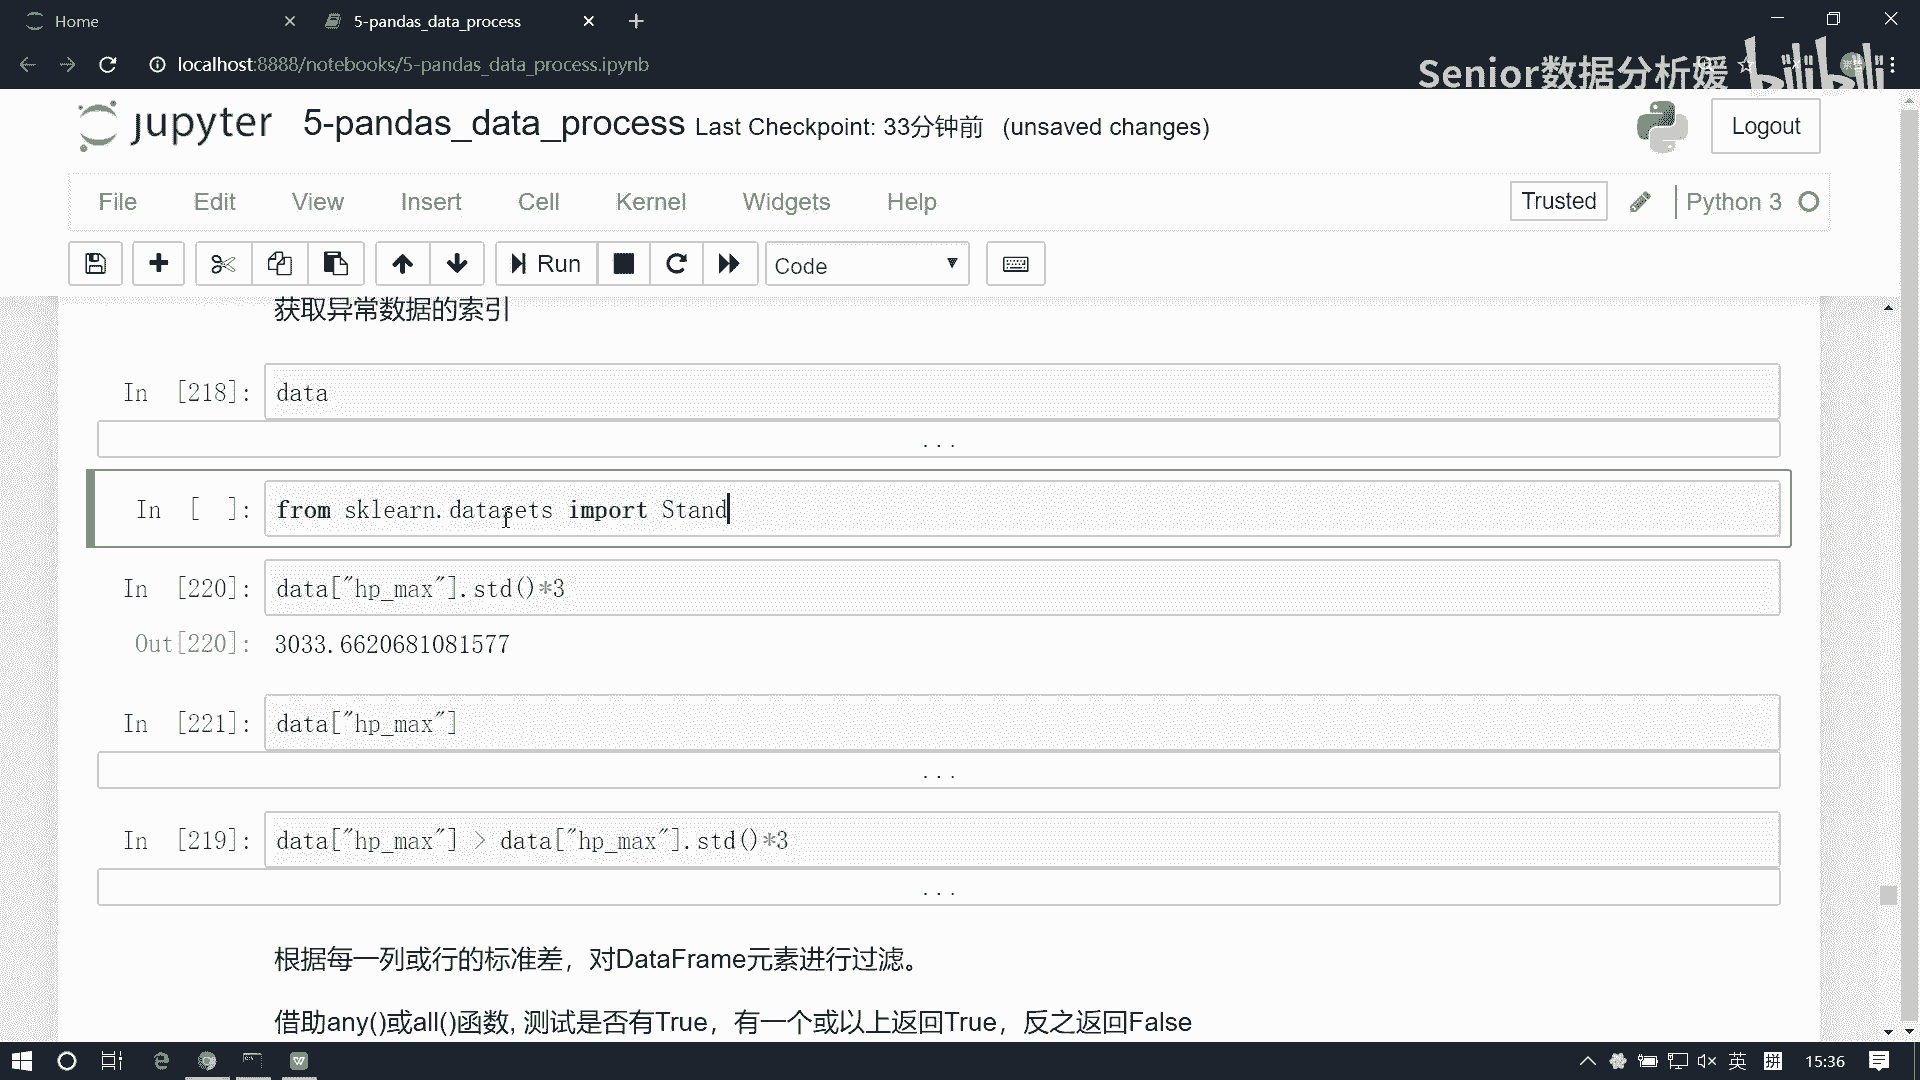 Home
5-pandas_data_process
localhost:8888/notebooks/5-pandas_data_process.ipynb
Senior数据分析媛 bilibili
jupyter 5-pandas_data_process Last Checkpoint: 33分钟前 (unsaved changes)
Logout
File Edit View Insert Cell Kernel Widgets Help
Trusted
Python 3
Run
Code
获取异常数据的索引
In [218]: data
...
In [ ]: from sklearn.datasets import Stand
In [220]: data["hp_max"].std()*3
Out[220]: 3033.6620681081577
In [221]: data["hp_max"]
...
In [219]: data["hp_max"] > data["hp_max"].std()*3
...
根据每一列或行的标准差，对DataFrame元素进行过滤。
借助any()或all()函数, 测试是否有True，有一个或以上返回True，反之返回False
英 拼 15:36